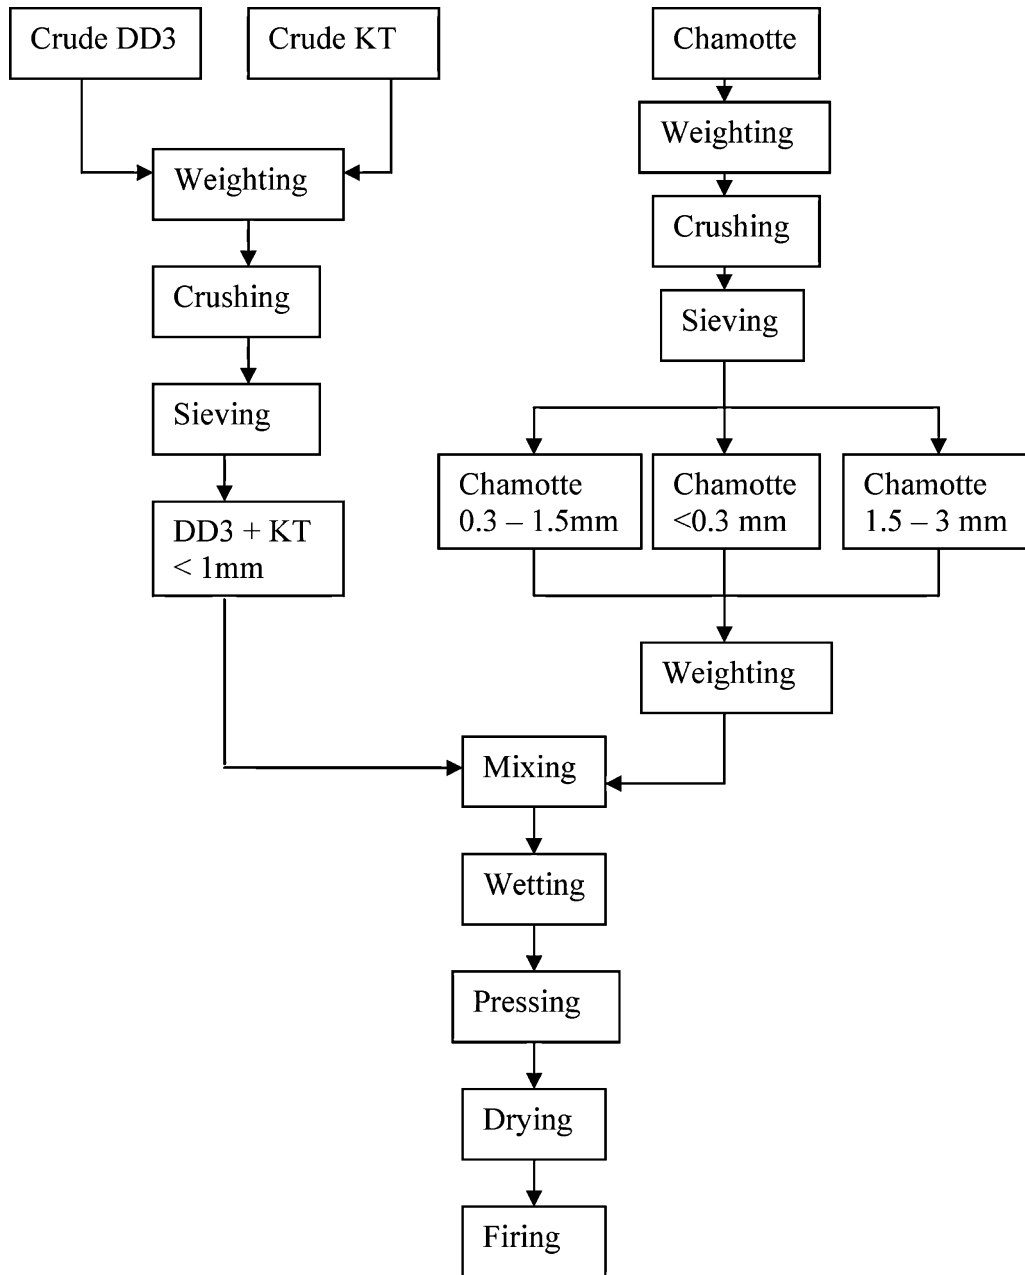 Crude DD3
Crude KT
Chamotte
Weighting
Weighting
Crushing
Crushing
Sieving
Sieving
Chamotte
0.3 – 1.5mm
Chamotte
<0.3 mm
Chamotte
1.5 – 3 mm
DD3 + KT
< 1mm
Weighting
Mixing
Wetting
Pressing
Drying
Firing